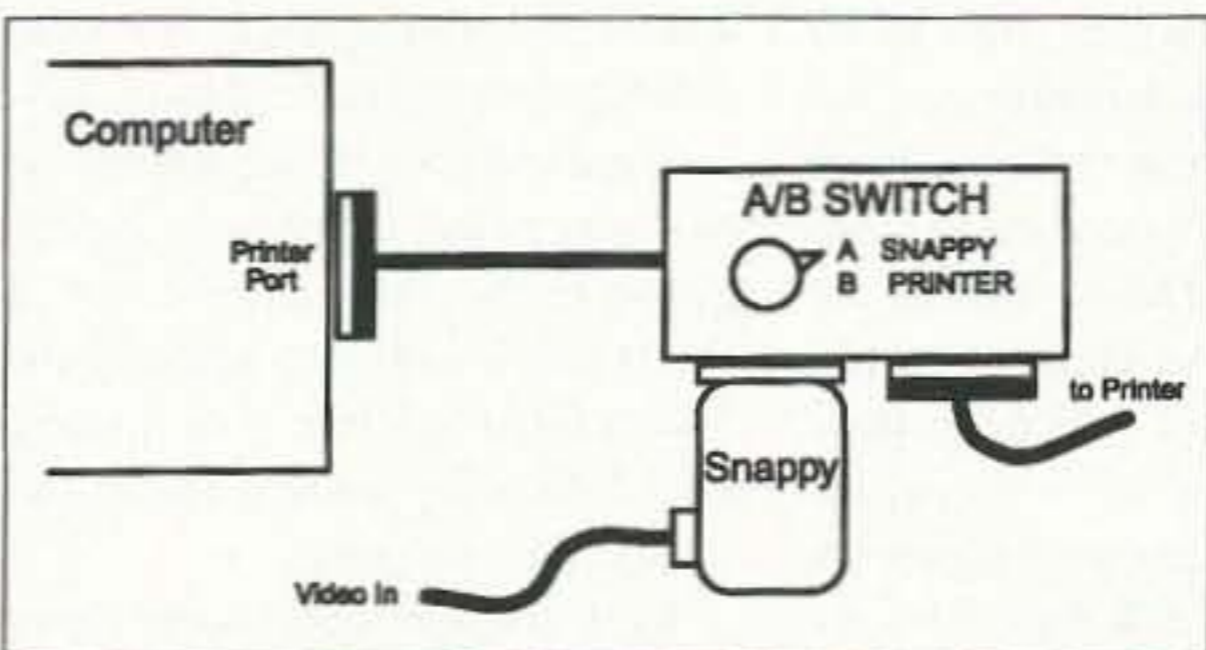 Computer
Printer
Port
A/B SWITCH
A SNAPPY
B PRINTER
to Printer
Snappy
Video In